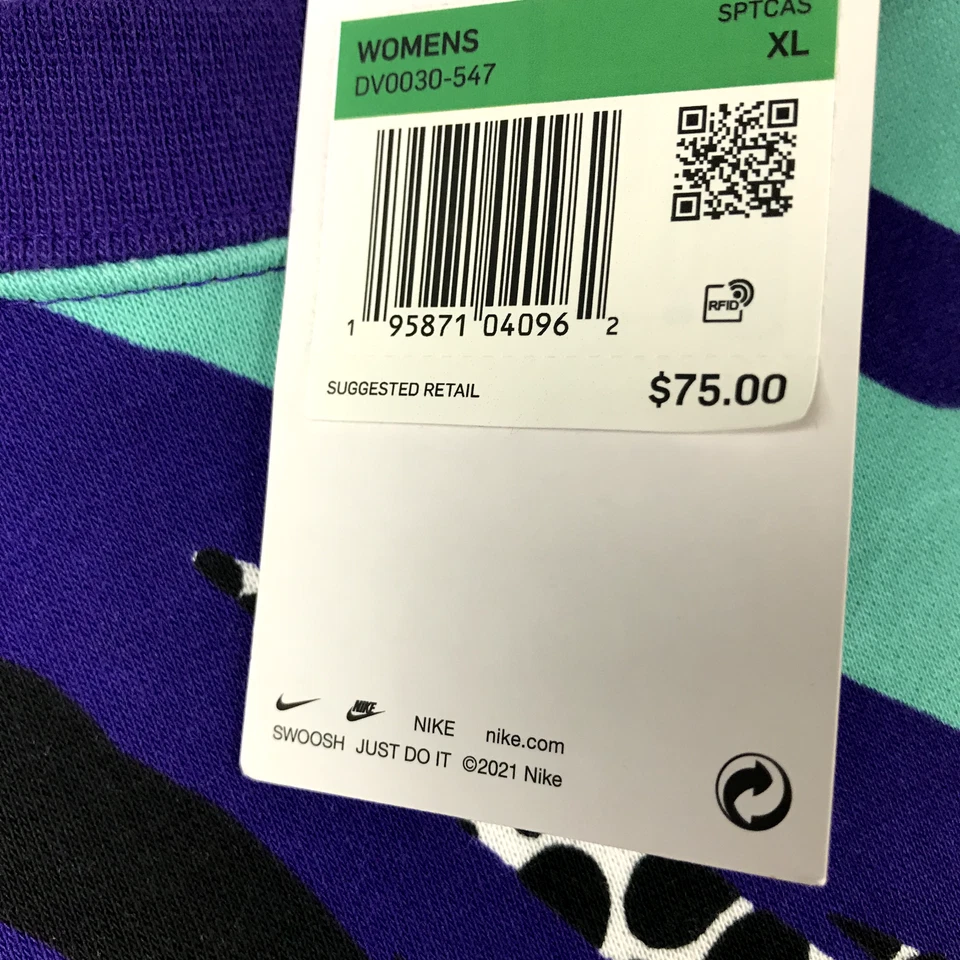 SPTCAS
WOMENS XL
DV0030-547
1 95871 04096 2
RFID
SUGGESTED RETAIL $75.00
NIKE NIKE nike.com
SWOOSH JUST DO IT ©2021 Nike